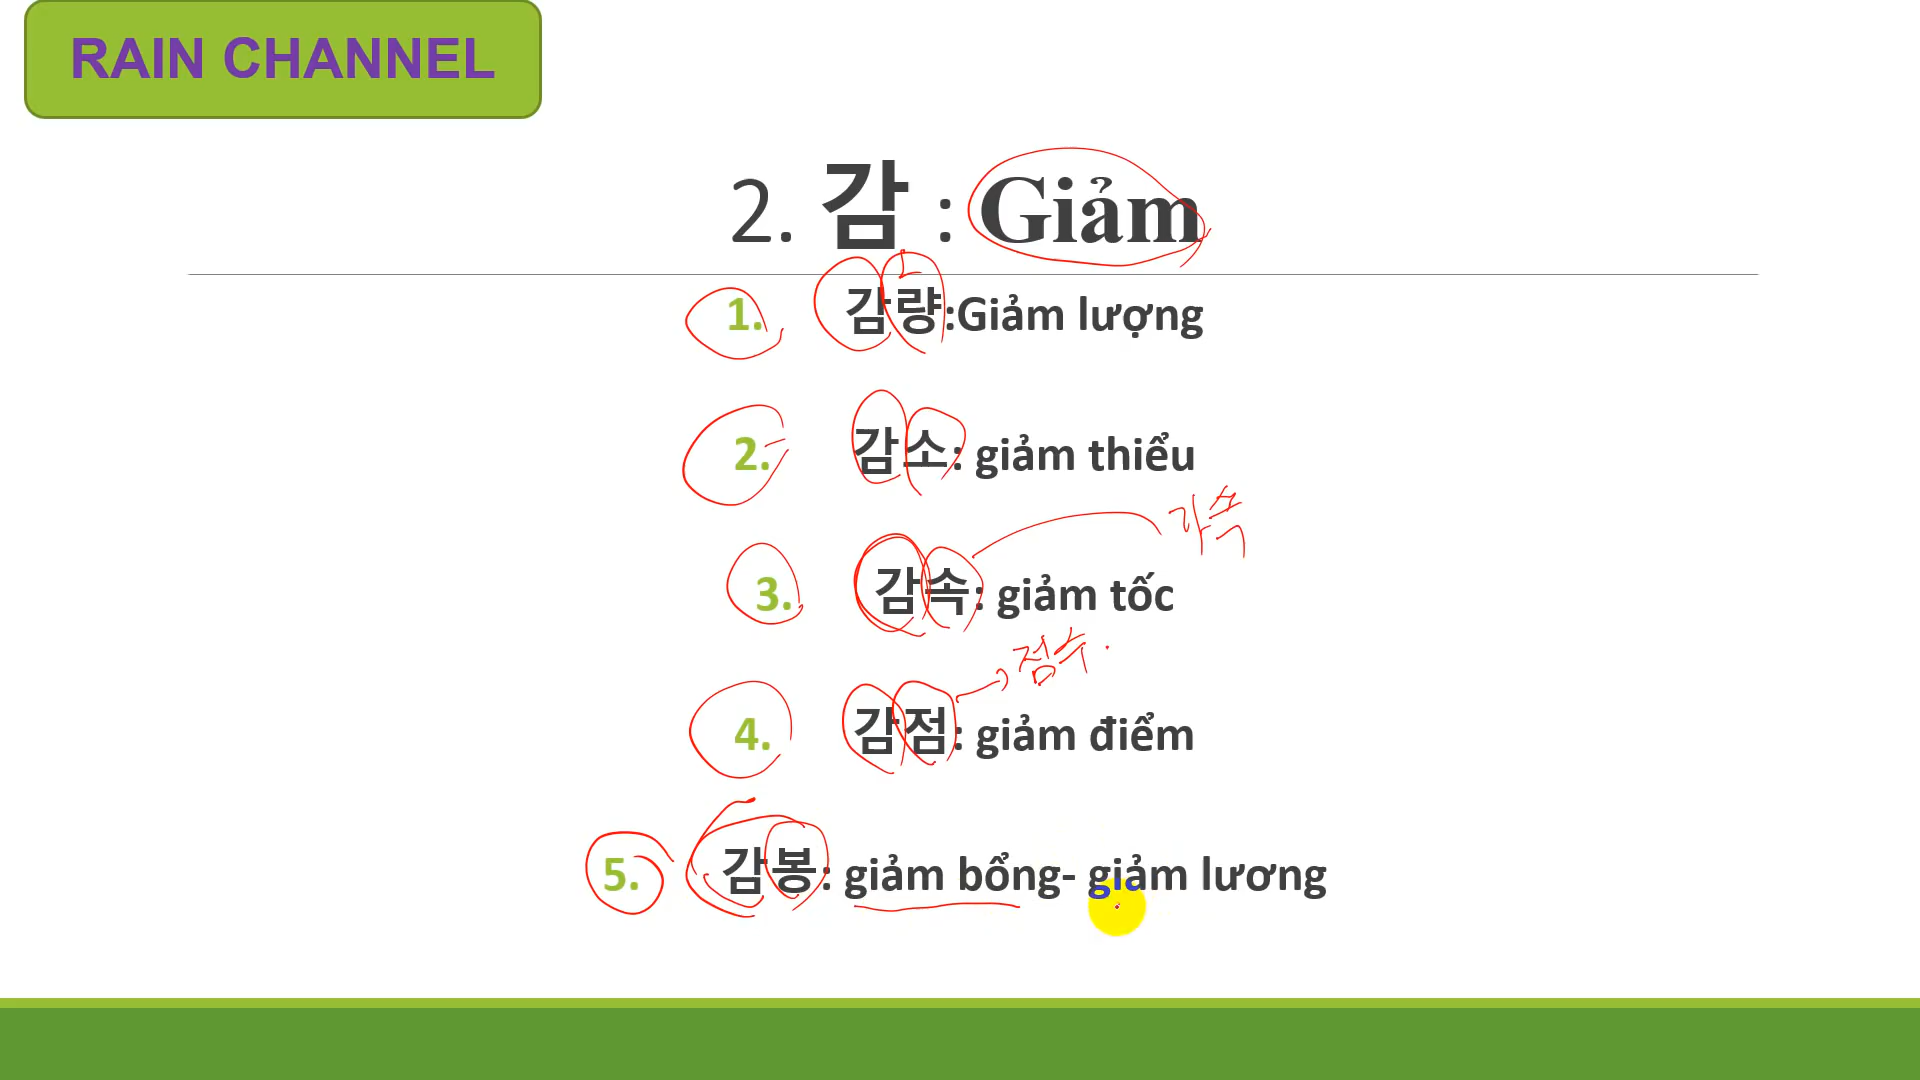 RAIN CHANNEL
2. 감 : Giảm
1. 감량:Giảm lượng
2. 감소: giảm thiểu
가속
3. 감속: giảm tốc
점수.
4. 감점: giảm điểm
5. 감봉: giảm bổng- giảm lương